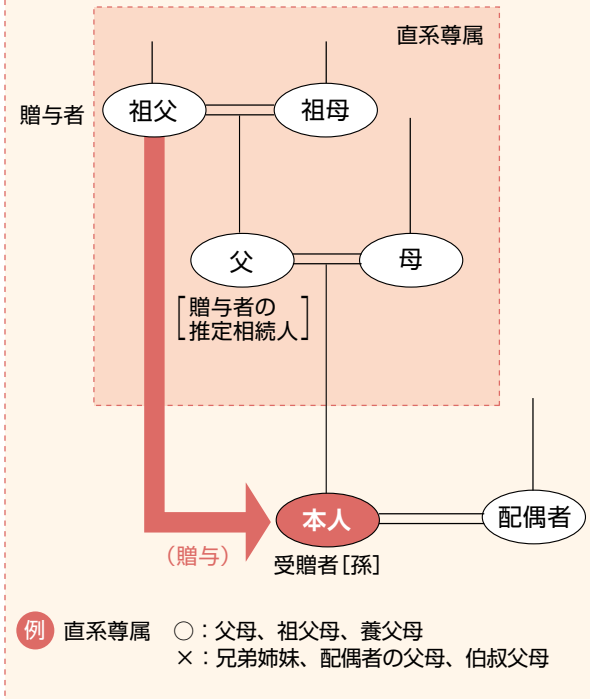 直系尊属
贈与者
祖父
祖母
父
母
[贈与者の
推定相続人]
本人
配偶者
(贈与)
受贈者[孫]
例 直系尊属 ○:父母、祖父母、養父母
×:兄弟姉妹、配偶者の父母、伯叔父母